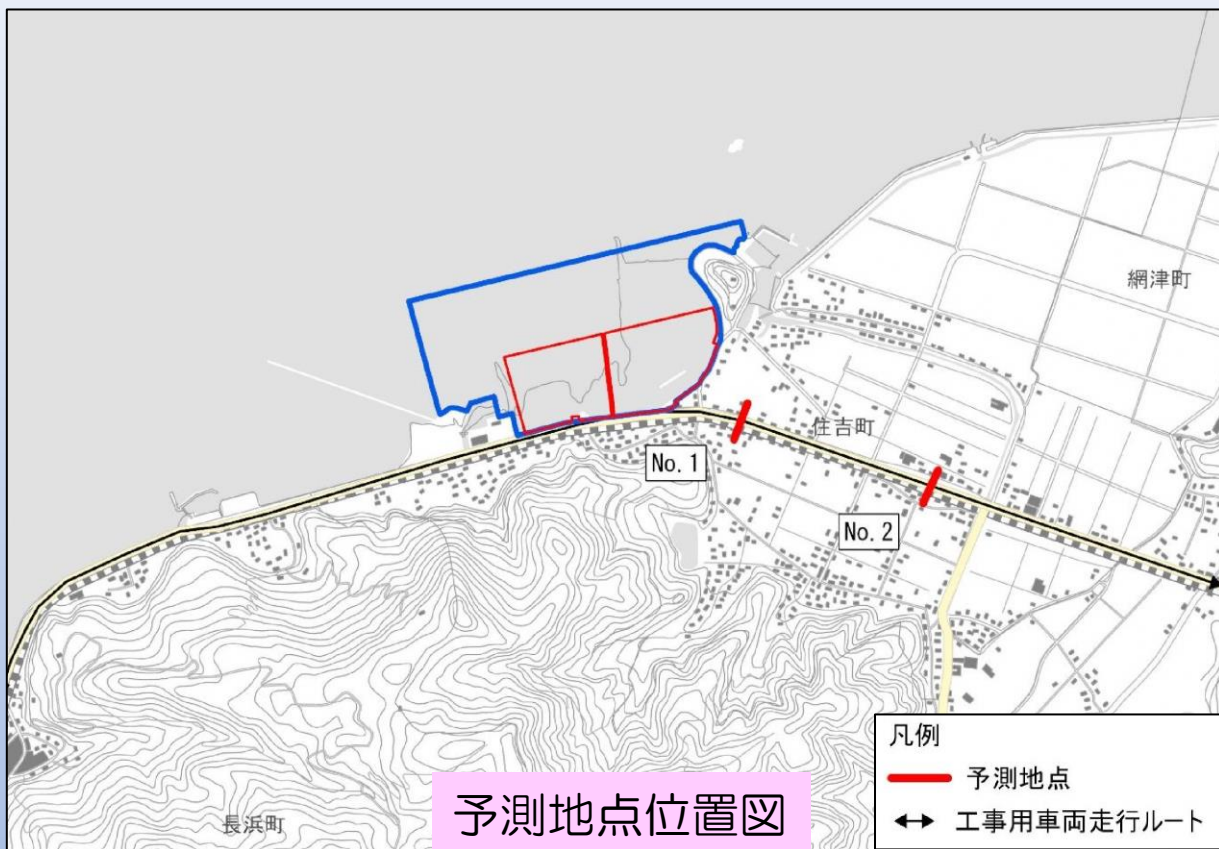 網津町
住吉町
No. 1
No. 2
長浜町
予測地点位置図
凡例
予測地点
工事用車両走行ルート